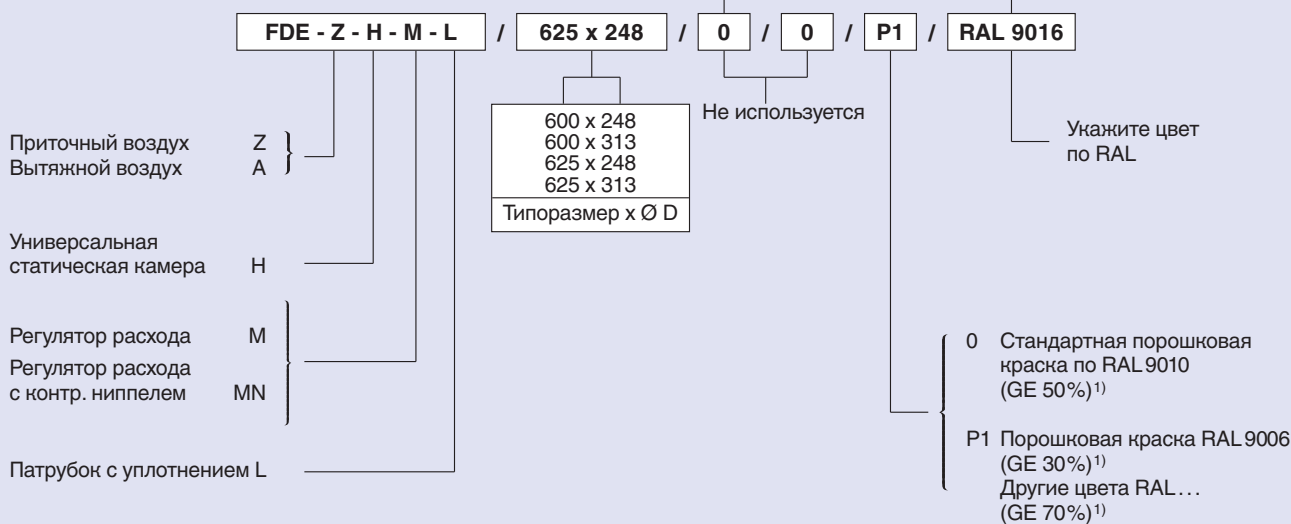 FDE - Z - H - M - L / 625 x 248 / 0 / 0 / P1 / RAL 9016
600 x 248
600 x 313
625 x 248
625 x 313
Типоразмер x Ø D
Не используется
Укажите цвет
по RAL
Приточный воздух Z
Вытяжной воздух A
Универсальная
статическая камера H
Регулятор расхода M
Регулятор расхода
с контр. ниппелем MN
Патрубок с уплотнением L
0 Стандартная порошковая
краска по RAL 9010
(GE 50%)¹⁾
P1 Порошковая краска RAL 9006
(GE 30%)¹⁾
Другие цвета RAL...
(GE 70%)¹⁾